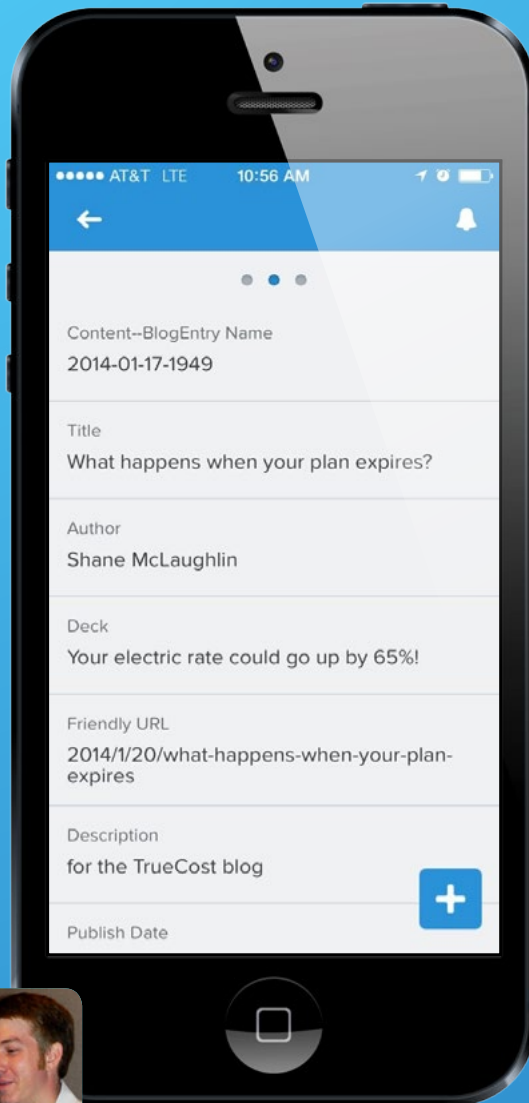 AT&T LTE 10:56 AM
Content--BlogEntry Name
2014-01-17-1949
Title
What happens when your plan expires?
Author
Shane McLaughlin
Deck
Your electric rate could go up by 65%!
Friendly URL
2014/1/20/what-happens-when-your-plan-
expires
Description
for the TrueCost blog
Publish Date